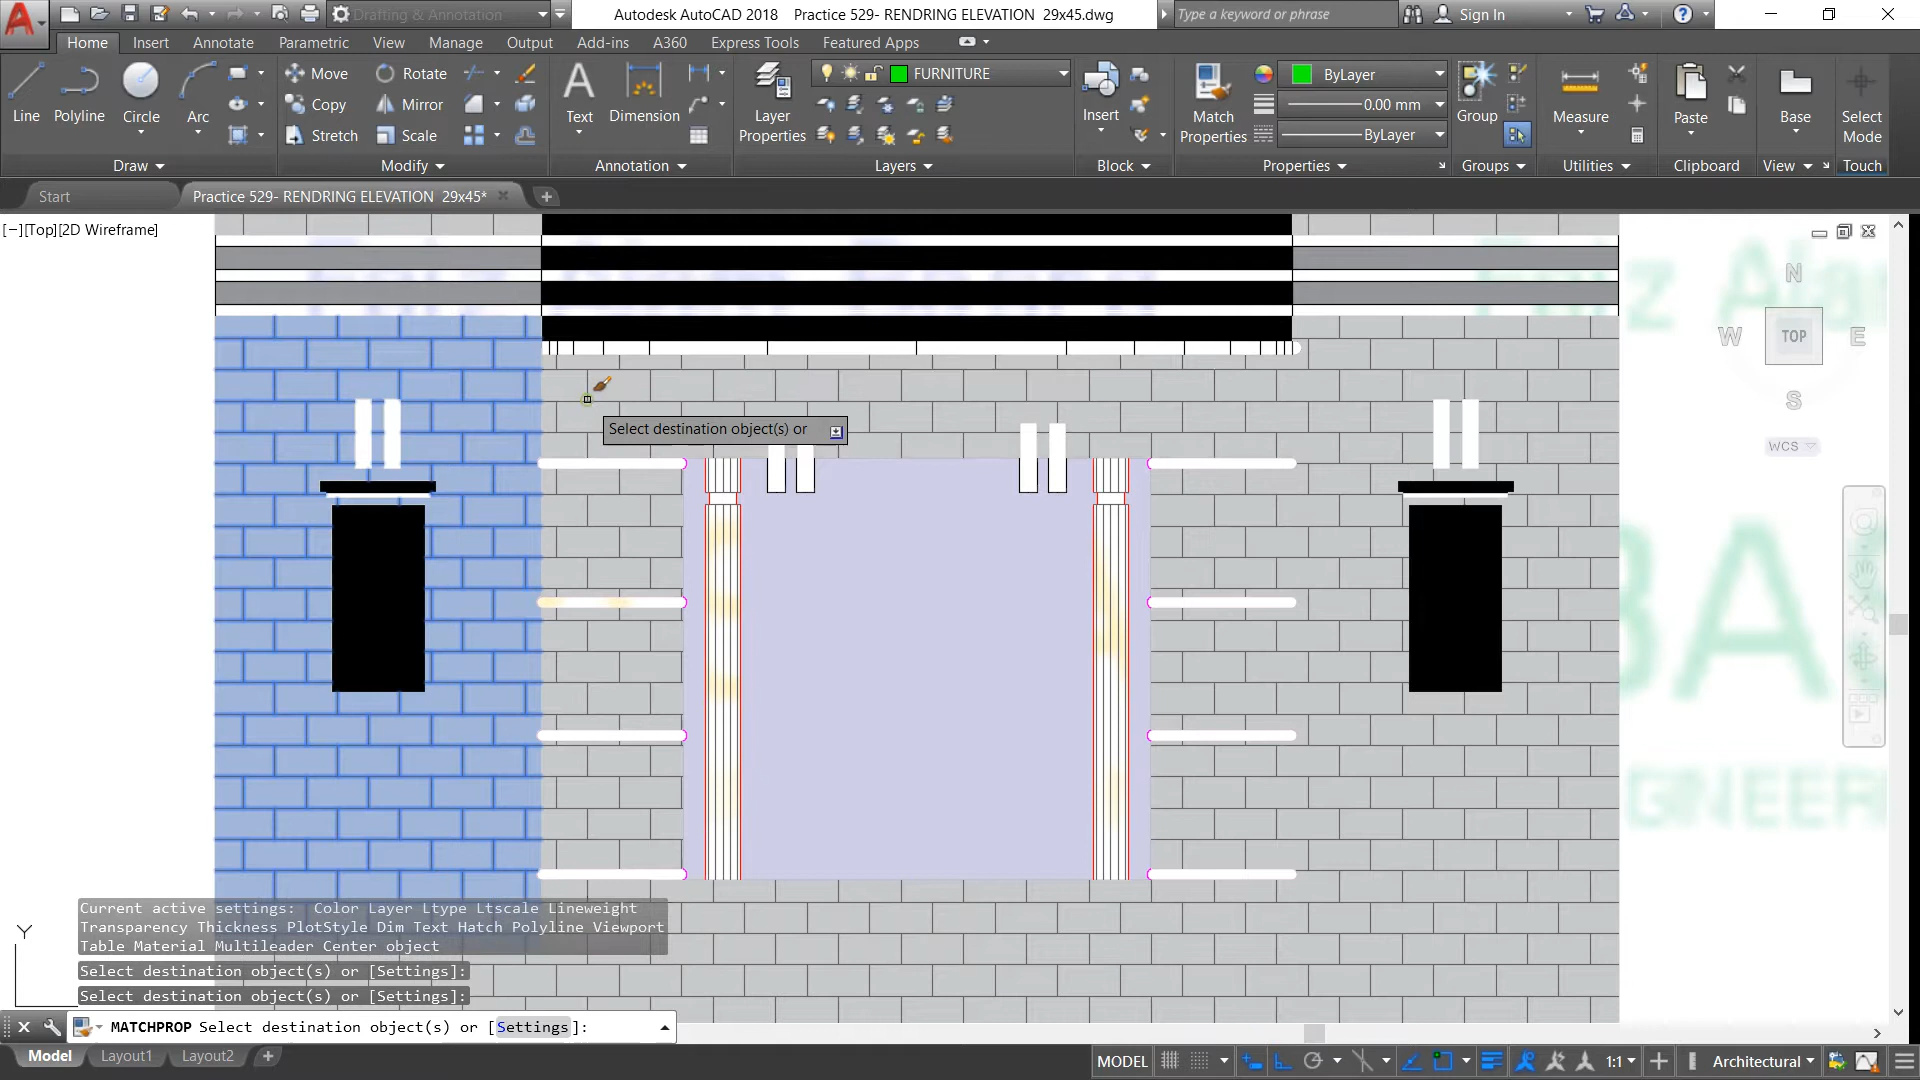 Drafting & Annotation
Autodesk AutoCAD 2018 Practice 529- RENDRING ELEVATION 29x45.dwg
Type a keyword or phrase
Sign In
Home Insert Annotate Parametric View Manage Output Add-ins A360 Express Tools Featured Apps
Line Polyline Circle Arc
Move Rotate
Copy Mirror
Stretch Scale
Text Dimension
Layer Properties
FURNITURE
Insert
Match Properties
ByLayer
0.00 mm
ByLayer
Group
Measure
Paste
Base
Select Mode
Draw Modify Annotation Layers Block Properties Groups Utilities Clipboard View Touch
Start Practice 529- RENDRING ELEVATION 29x45*
[−][Top][2D Wireframe]
N
W TOP E
S
WCS
Select destination object(s) or
Current active settings: Color Layer Ltype Ltscale Lineweight
Transparency Thickness PlotStyle Dim Text Hatch Polyline Viewport
Table Material Multileader Center object
Select destination object(s) or [Settings]:
Select destination object(s) or [Settings]:
Y
MATCHPROP Select destination object(s) or [Settings]:
Model Layout1 Layout2
MODEL 1:1 Architectural